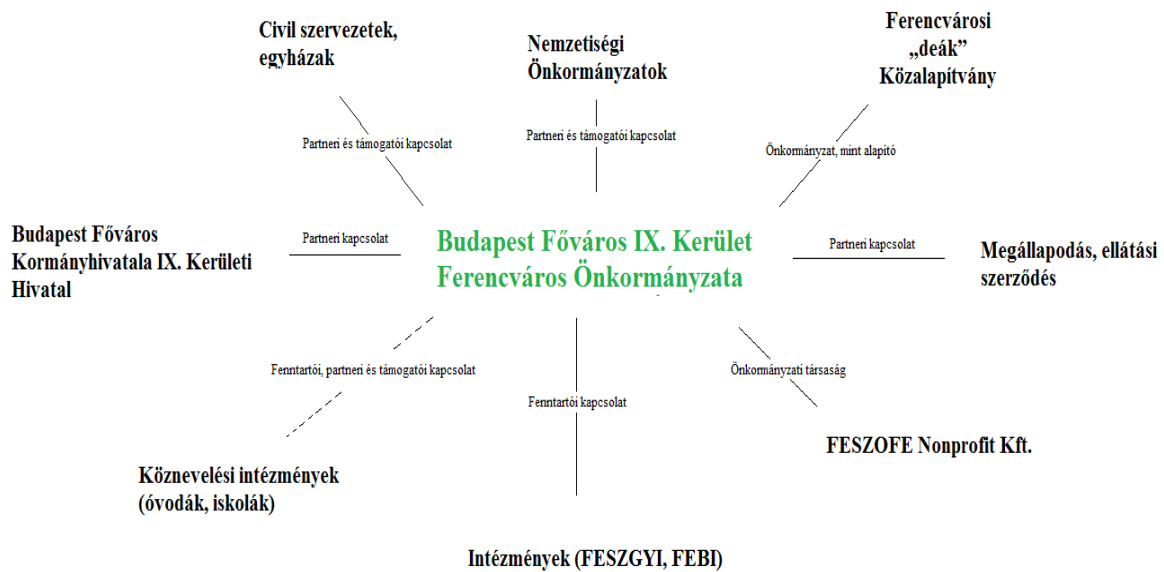 Civil szervezetek,
egyházak
Nemzetiségi
Önkormányzatok
Ferencvárosi
„deák”
Közalapítvány
Partneri és támogatói kapcsolat
Partneri és támogatói kapcsolat
Önkormányzat, mint alapító
Budapest Főváros
Kormányhivatala IX. Kerületi
Hivatal
Partneri kapcsolat
Budapest Főváros IX. Kerület
Ferencváros Önkormányzata
Partneri kapcsolat
Megállapodás, ellátási
szerződés
Fenntartói, partneri és támogatói kapcsolat
Fenntartói kapcsolat
Önkormányzati társaság
Köznevelési intézmények
(óvodák, iskolák)
FESZOFE Nonprofit Kft.
Intézmények (FESZGYI, FEBI)